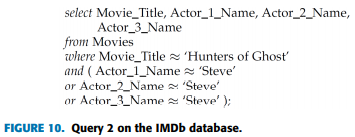 select Movie_Title, Actor_1_Name, Actor_2_Name,
Actor_3_Name
from Movies
where Movie_Title ≈ 'Hunters of Ghost'
and ( Actor_1_Name ≈ 'Steve'
or Actor_2_Name ≈ 'Steve'
or Actor_3_Name ≈ 'Steve' );
FIGURE 10. Query 2 on the IMDb database.